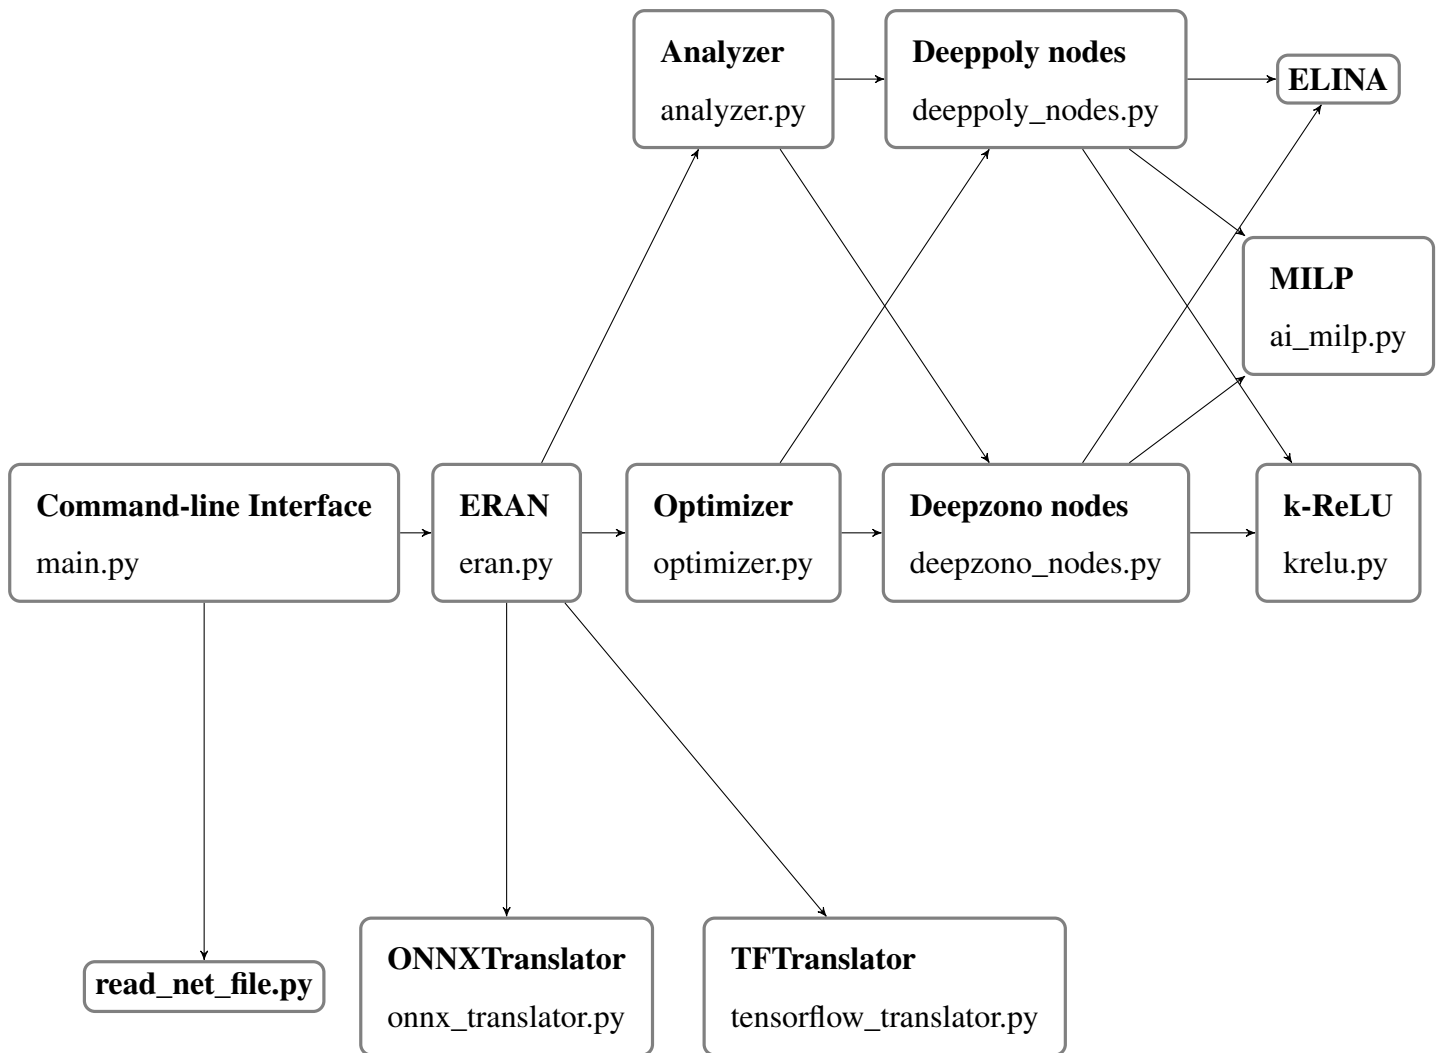 Analyzer
analyzer.py
Deeppoly nodes
deeppoly_nodes.py
ELINA
MILP
ai_milp.py
Command-line Interface
main.py
ERAN
eran.py
Optimizer
optimizer.py
Deepzono nodes
deepzono_nodes.py
k-ReLU
krelu.py
read_net_file.py
ONNXTranslator
onnx_translator.py
TFTranslator
tensorflow_translator.py